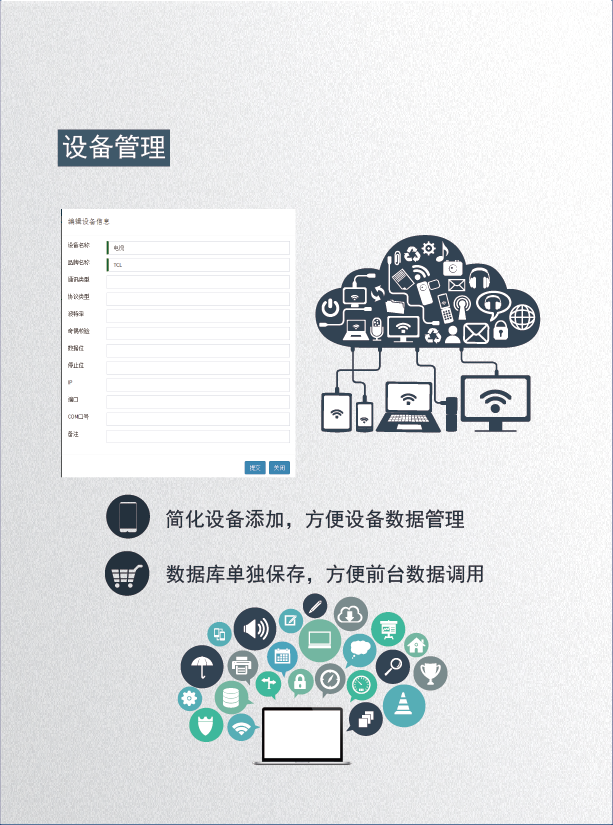 设备管理
编辑设备信息
设备名称
电视
品牌名称
TCL
通讯类型
协议类型
波特率
奇偶校验
数据位
停止位
IP
端口
COM口号
备注
提交 关闭
简化设备添加，方便设备数据管理
数据库单独保存，方便前台数据调用